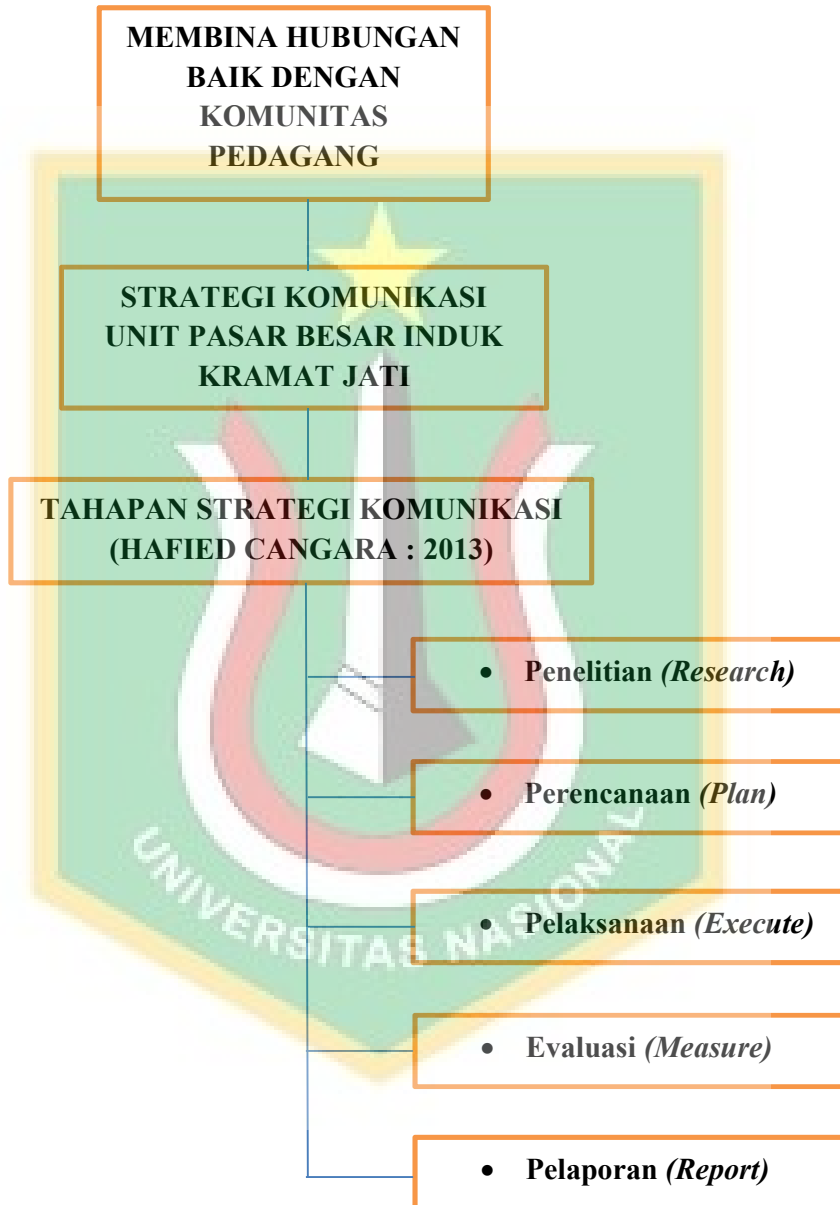 MEMBINA HUBUNGAN
BAIK DENGAN
KOMUNITAS
PEDAGANG
STRATEGI KOMUNIKASI
UNIT PASAR BESAR INDUK
KRAMAT JATI
TAHAPAN STRATEGI KOMUNIKASI
(HAFIED CANGARA : 2013)
• Penelitian (Research)
• Perencanaan (Plan)
• Pelaksanaan (Execute)
• Evaluasi (Measure)
• Pelaporan (Report)
UNIVERSITAS NASIONAL